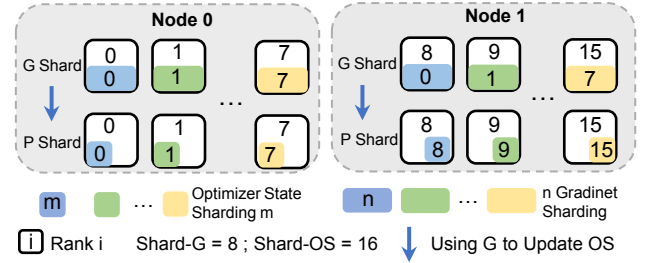 Node 0
Node 1
G Shard
0
0
1
1
7
7
...
G Shard
8
0
9
1
15
7
...
P Shard
0
0
1
1
7
7
P Shard
8
8
9
9
15
15
m
...
Optimizer State
Sharding m
n
...
n Gradinet
Sharding
i Rank i
Shard-G = 8 ; Shard-OS = 16
Using G to Update OS